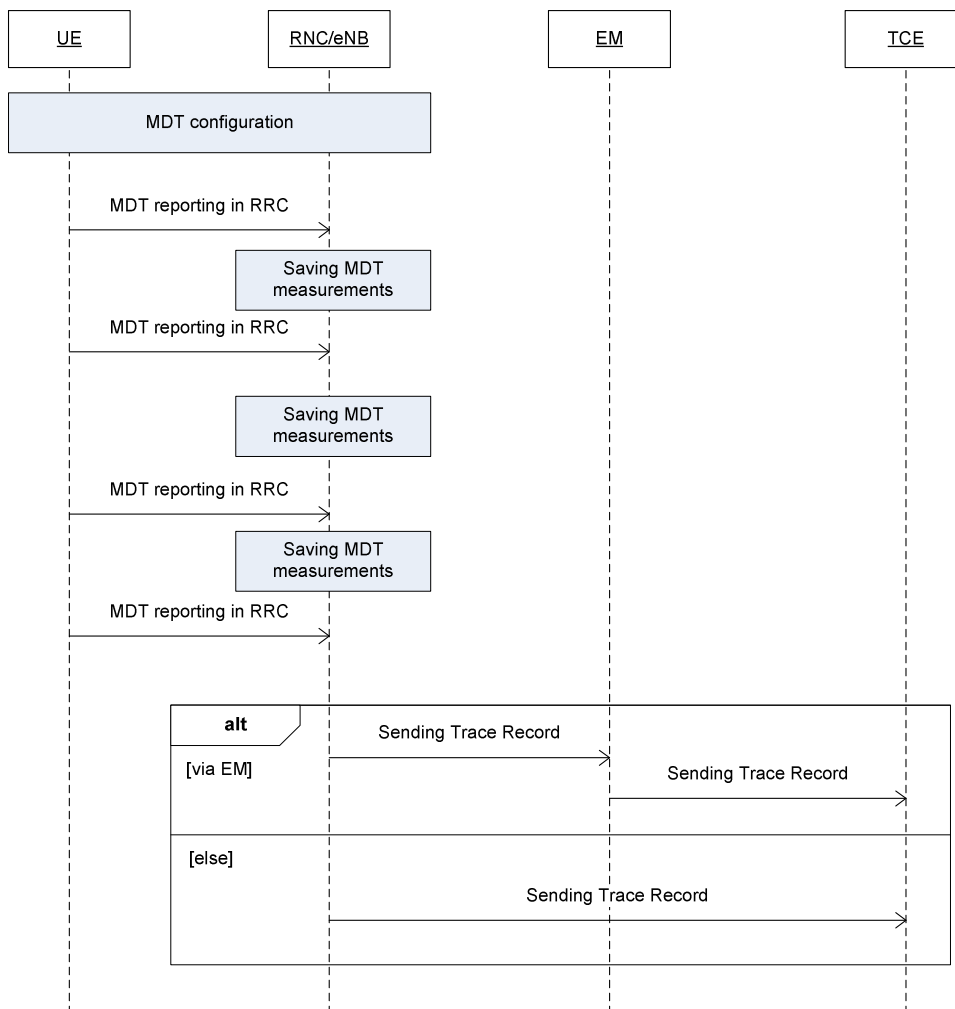 UE
RNC/eNB
EM
TCE
MDT configuration
MDT reporting in RRC
Saving MDT
measurements
MDT reporting in RRC
Saving MDT
measurements
MDT reporting in RRC
Saving MDT
measurements
MDT reporting in RRC
alt
Sending Trace Record
[via EM]
Sending Trace Record
[else]
Sending Trace Record